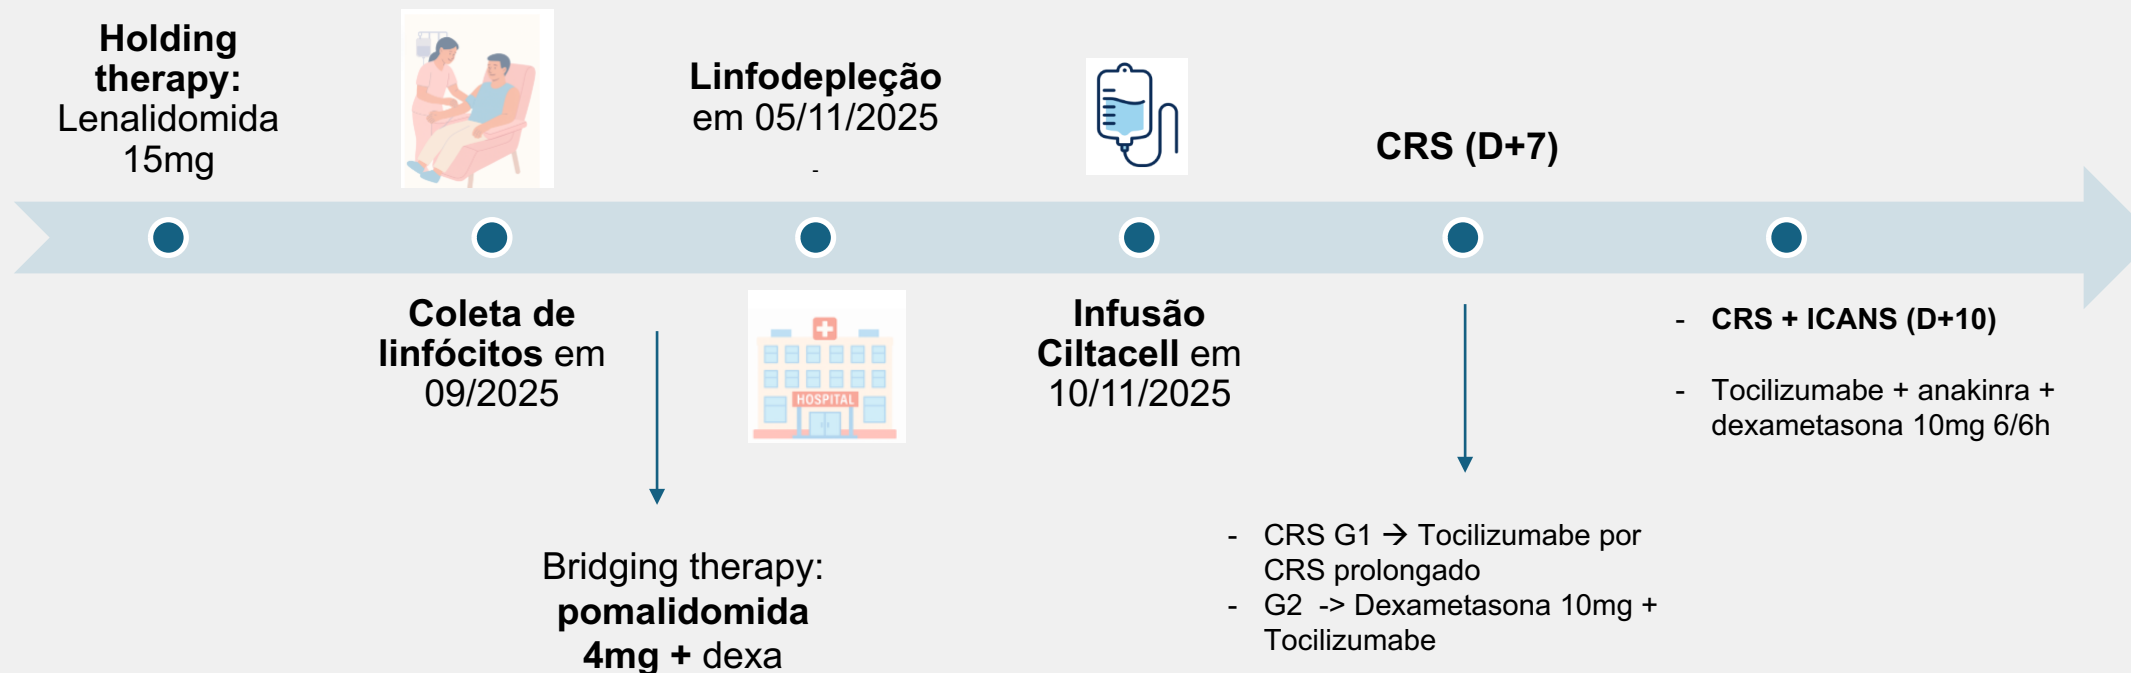 Holding
therapy:
Lenalidomida
15mg
Coleta de
linfócitos em
09/2025
Bridging therapy:
pomalidomida
4mg + dexa
Linfodepleção
em 05/11/2025
-
HOSPITAL
Infusão
Ciltacell em
10/11/2025
CRS (D+7)
- CRS G1 → Tocilizumabe por
CRS prolongado
- G2 -> Dexametasona 10mg +
Tocilizumabe
- CRS + ICANS (D+10)
- Tocilizumabe + anakinra +
dexametasona 10mg 6/6h